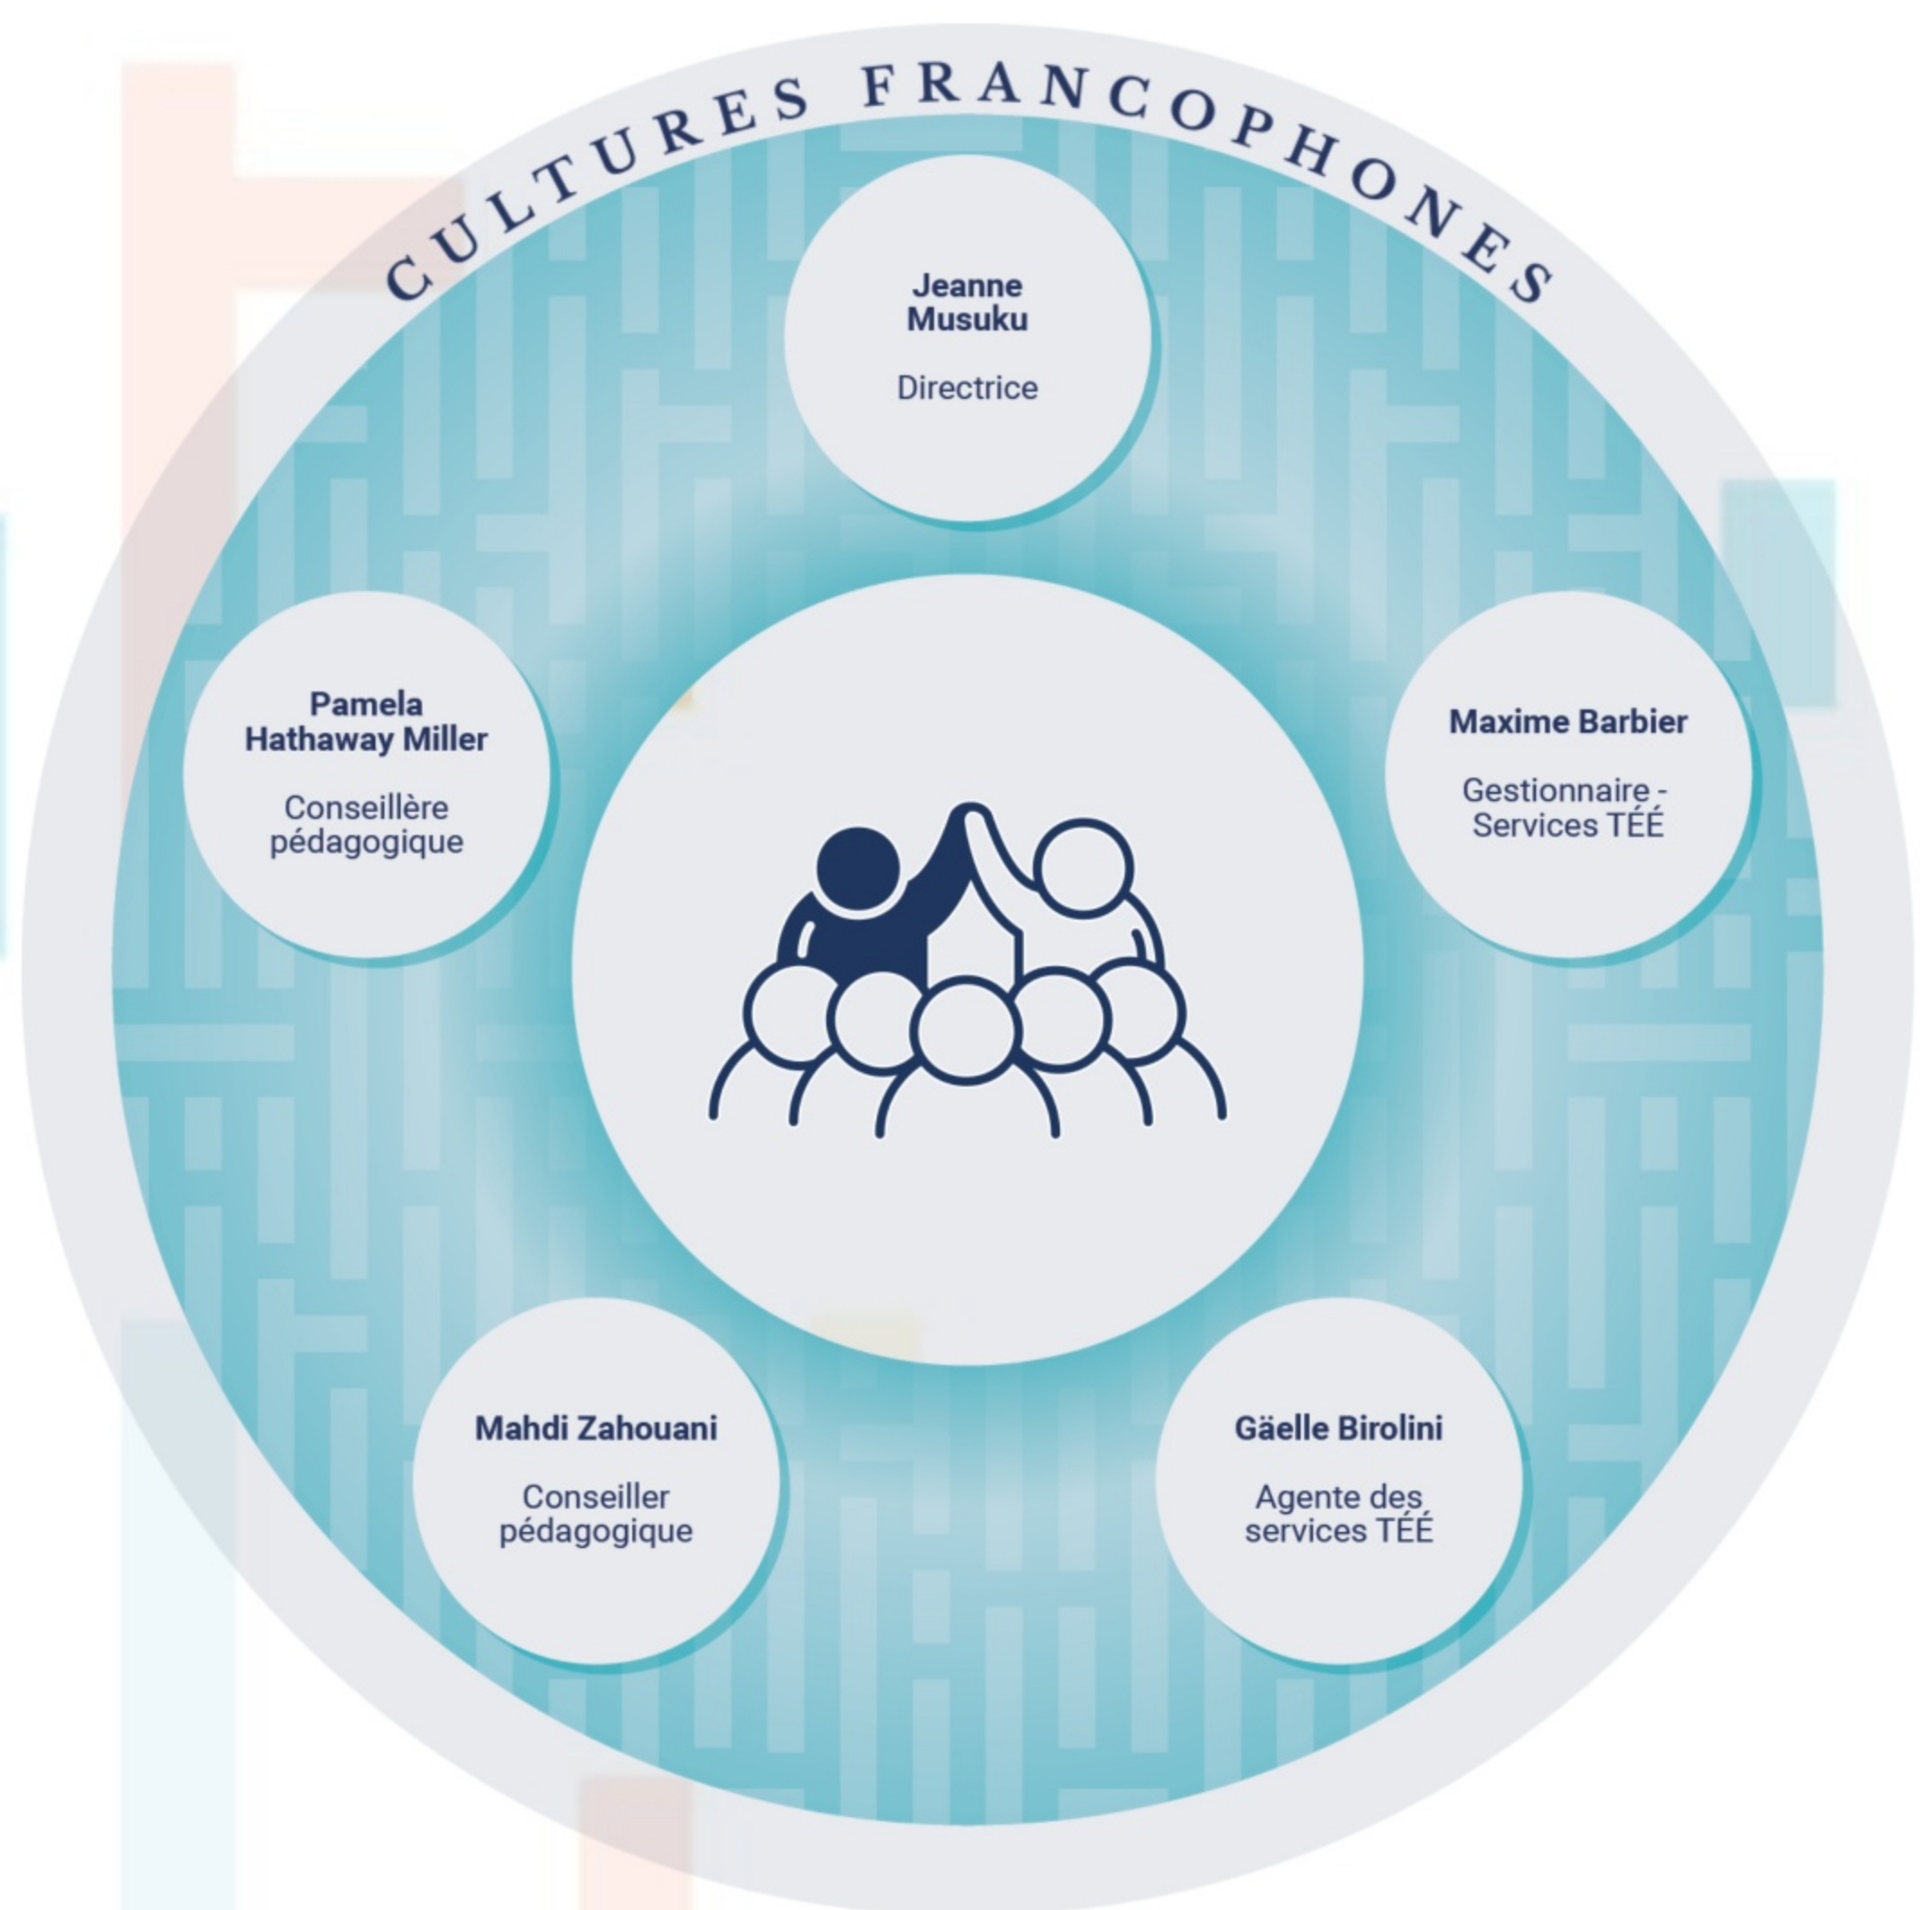 CULTURES FRANCOPHONES
Jeanne
Musuku
Directrice
Pamela
Hathaway Miller
Conseillère
pédagogique
Maxime Barbier
Gestionnaire -
Services TÉÉ
Mahdi Zahouani
Conseiller
pédagogique
Gäelle Birolini
Agente des
services TÉÉ